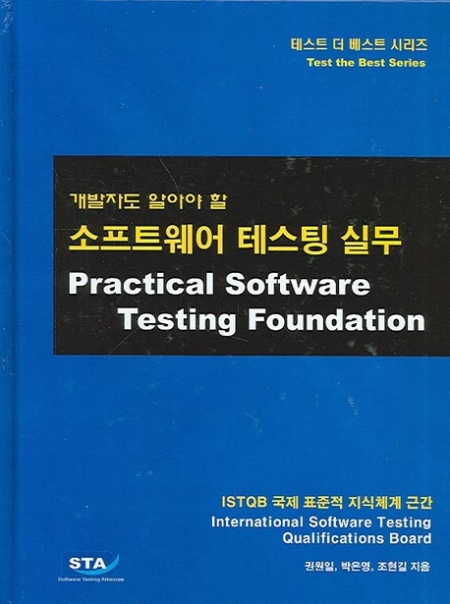 테스트 더 베스트 시리즈
Test the Best Series
개발자도 알아야 할
소프트웨어 테스팅 실무
Practical Software
Testing Foundation
ISTQB 국제 표준적 지식체계 근간
International Software Testing
Qualifications Board
권원일, 박은영, 조현길 지음
STA
Software Testing Alliances